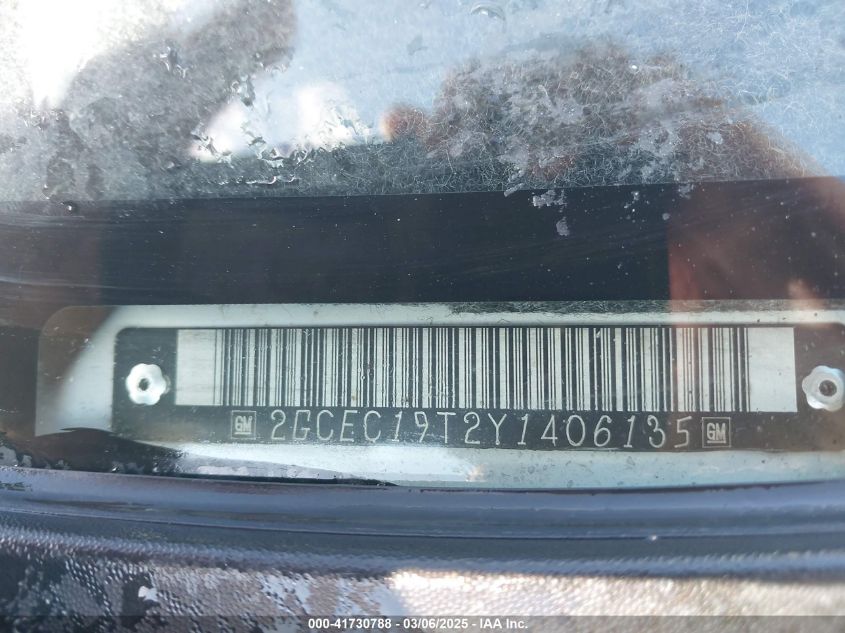 GM 2GCEC19T2Y1406135 GM
000-41730788 - 03/06/2025 - IAA Inc.